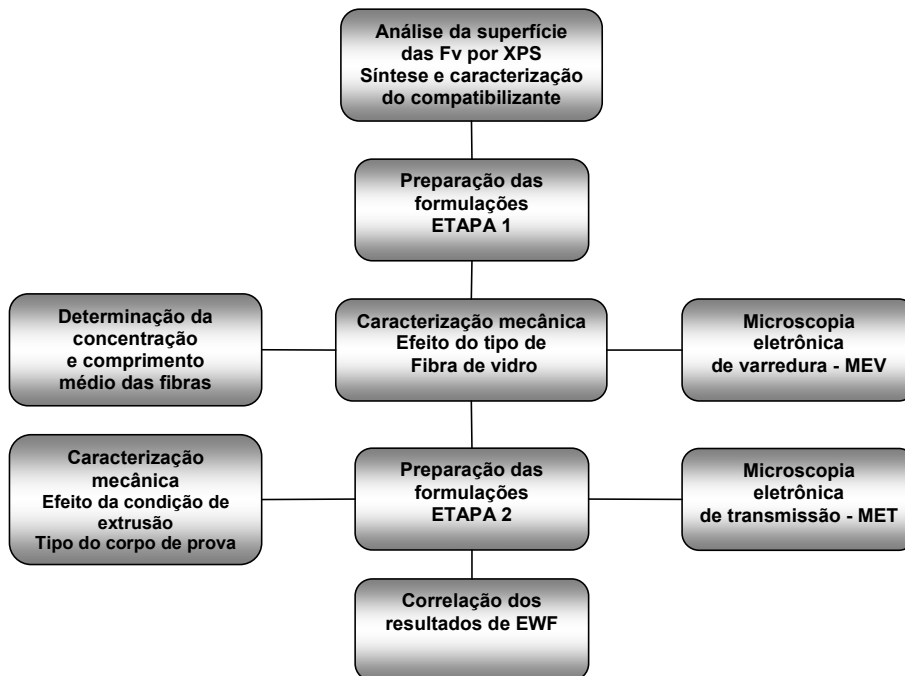 Análise da superfície
das Fv por XPS
Síntese e caracterização
do compatibilizante
Preparação das
formulações
ETAPA 1
Determinação da
concentração
e comprimento
médio das fibras
Caracterização mecânica
Efeito do tipo de
Fibra de vidro
Microscopia
eletrônica
de varredura - MEV
Caracterização
mecânica
Efeito da condição de
extrusão
Tipo do corpo de prova
Preparação das
formulações
ETAPA 2
Microscopia
eletrônica
de transmissão - MET
Correlação dos
resultados de EWF